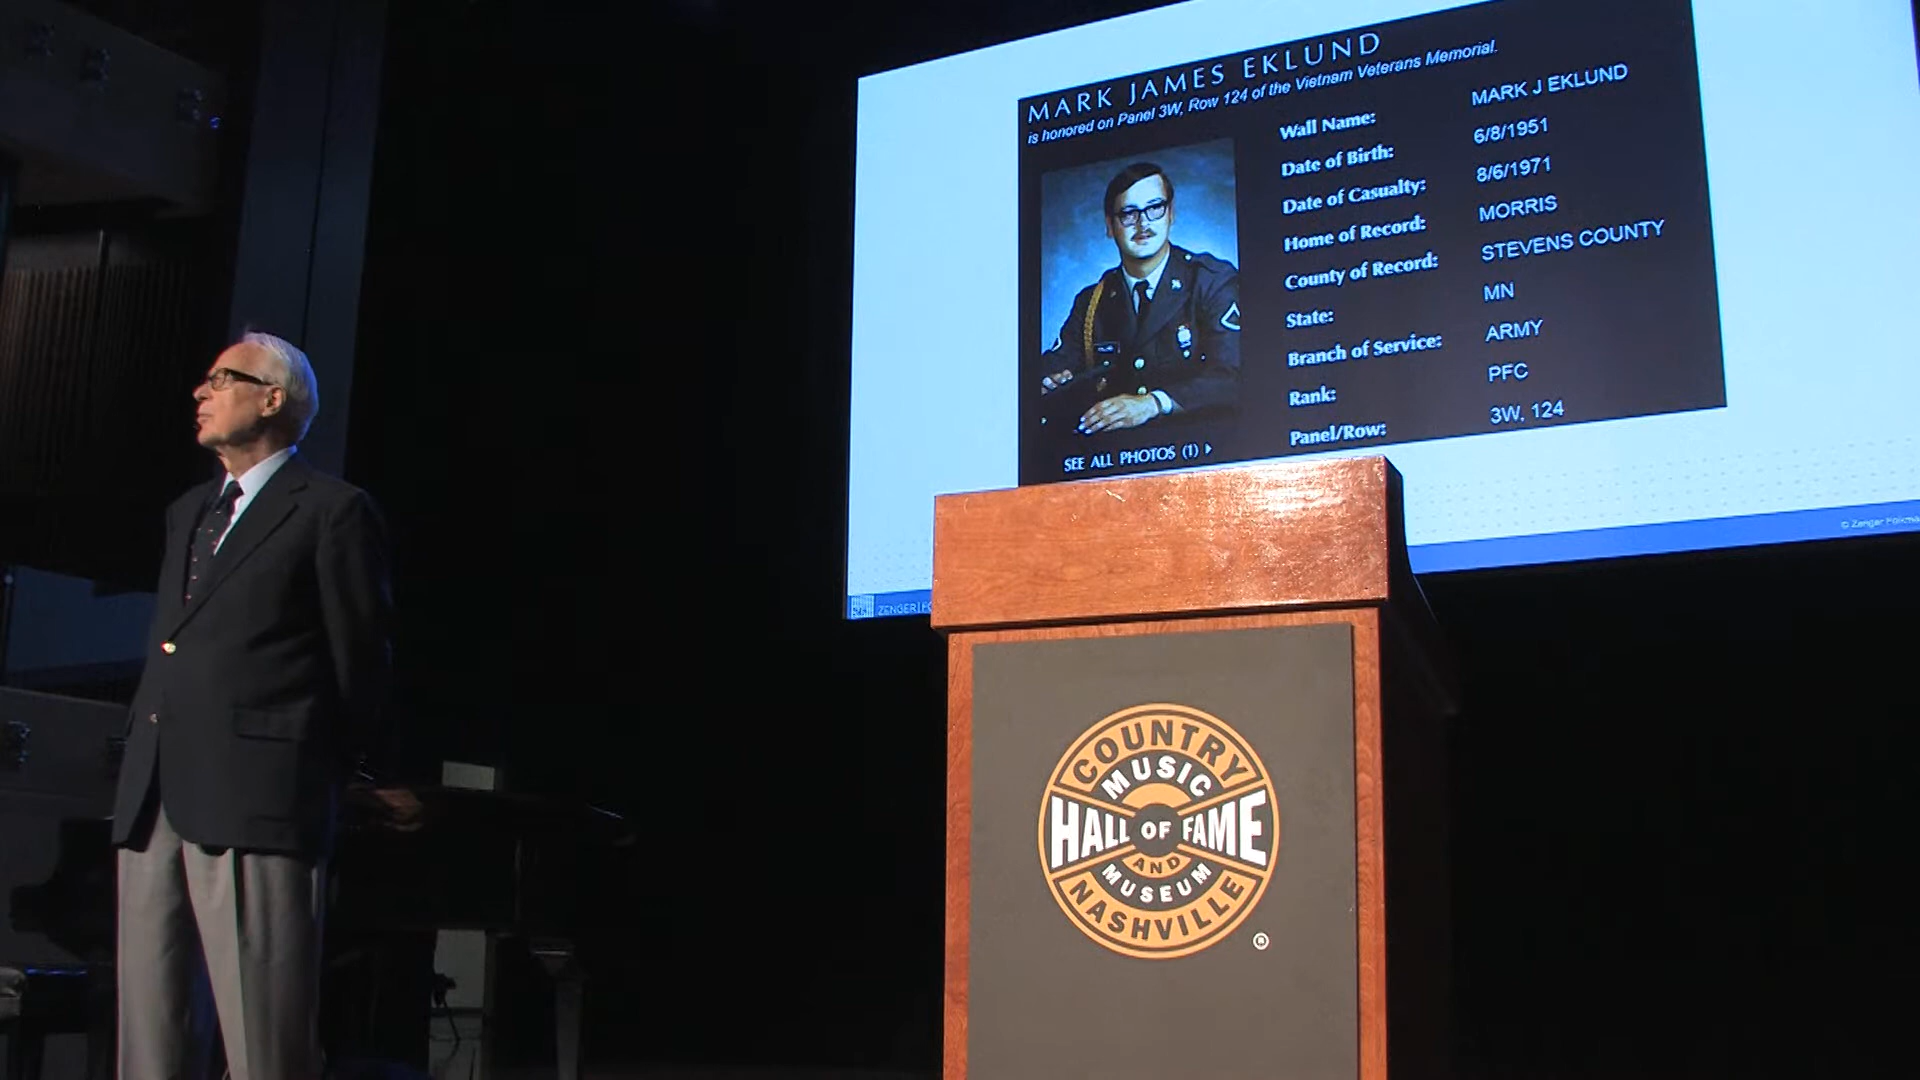 MARK JAMES EKLUND
is honored on Panel 3W, Row 124 of the Vietnam Veterans Memorial.
Wall Name: MARK J EKLUND
Date of Birth: 6/8/1951
Date of Casualty: 8/6/1971
Home of Record: MORRIS
County of Record: STEVENS COUNTY
State: MN
Branch of Service: ARMY
Rank: PFC
Panel/Row: 3W, 124
SEE ALL PHOTOS (1)
© Zenger
ZENGER
COUNTRY
MUSIC
HALL OF FAME
AND
MUSEUM
NASHVILLE
®